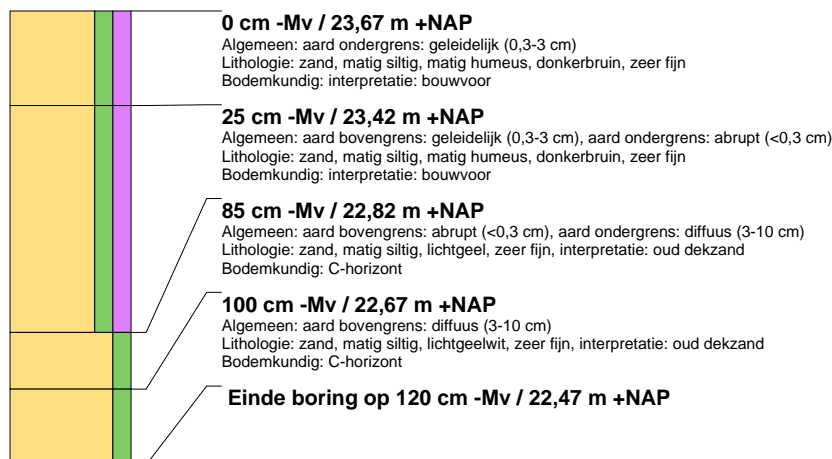 0 cm -Mv / 23,67 m +NAP
Algemeen: aard ondergrens: geleidelijk (0,3-3 cm)
Lithologie: zand, matig siltig, matig humeus, donkerbruin, zeer fijn
Bodemkundig: interpretatie: bouwvoor
25 cm -Mv / 23,42 m +NAP
Algemeen: aard bovengrens: geleidelijk (0,3-3 cm), aard ondergrens: abrupt (<0,3 cm)
Lithologie: zand, matig siltig, matig humeus, donkerbruin, zeer fijn
Bodemkundig: interpretatie: bouwvoor
85 cm -Mv / 22,82 m +NAP
Algemeen: aard bovengrens: abrupt (<0,3 cm), aard ondergrens: diffuus (3-10 cm)
Lithologie: zand, matig siltig, lichtgeel, zeer fijn, interpretatie: oud dekzand
Bodemkundig: C-horizont
100 cm -Mv / 22,67 m +NAP
Algemeen: aard bovengrens: diffuus (3-10 cm)
Lithologie: zand, matig siltig, lichtgeelwit, zeer fijn, interpretatie: oud dekzand
Bodemkundig: C-horizont
Einde boring op 120 cm -Mv / 22,47 m +NAP